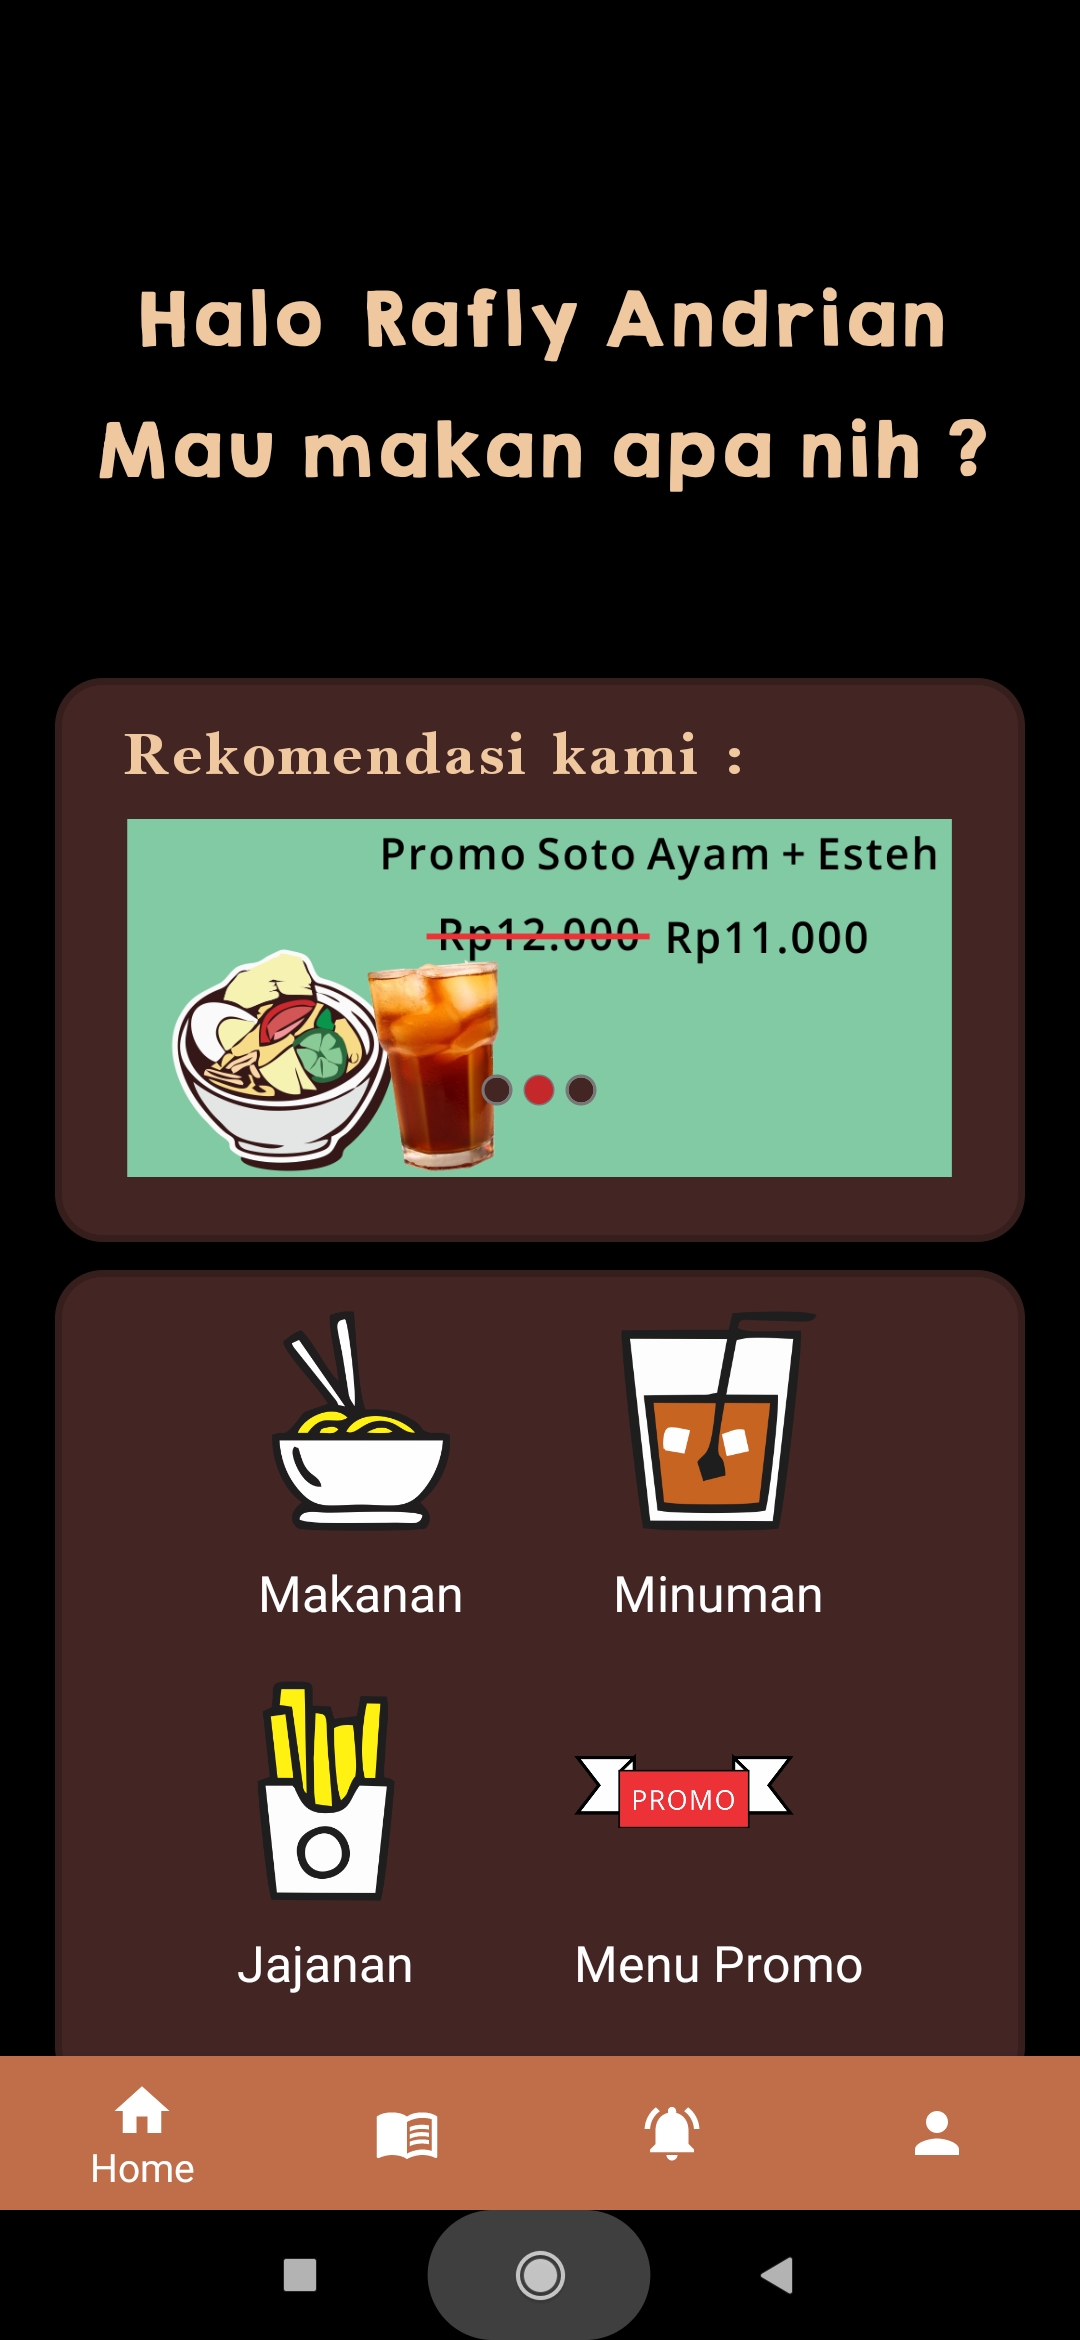 Halo Rafly Andrian
Mau makan apa nih ?
Rekomendasi kami :
Promo Soto Ayam + Esteh
Rp12.000 Rp11.000
Makanan
Minuman
PROMO
Jajanan
Menu Promo
Home